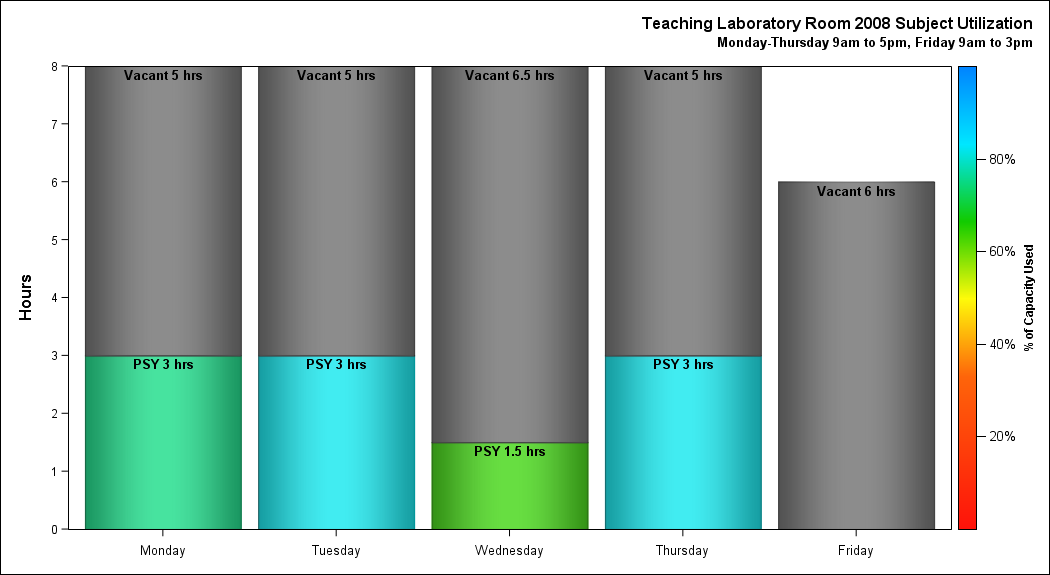 Teaching Laboratory Room 2008 Subject Utilization
Monday-Thursday 9am to 5pm, Friday 9am to 3pm
8
7
6
5
4
3
2
1
0
Hours
Vacant 5 hrs
Vacant 5 hrs
Vacant 6.5 hrs
Vacant 5 hrs
Vacant 6 hrs
PSY 3 hrs
PSY 3 hrs
PSY 1.5 hrs
PSY 3 hrs
Monday
Tuesday
Wednesday
Thursday
Friday
80%
60%
40%
20%
% of Capacity Used